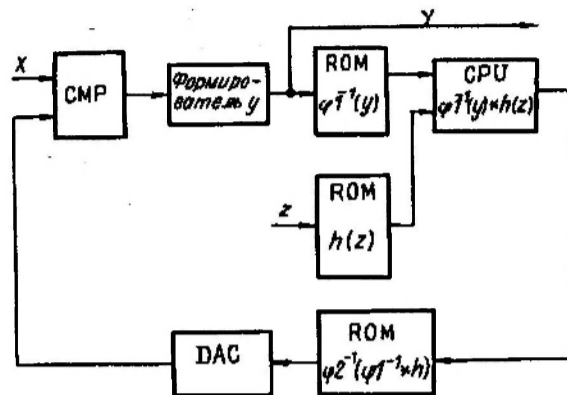 Y
X
CMP
Формиро-
ватель y
ROM
φ1⁻¹(y)
CPU
φ1⁻¹(y)*h(z)
z
ROM
h(z)
DAC
ROM
φ2⁻¹(φ1⁻¹*h)